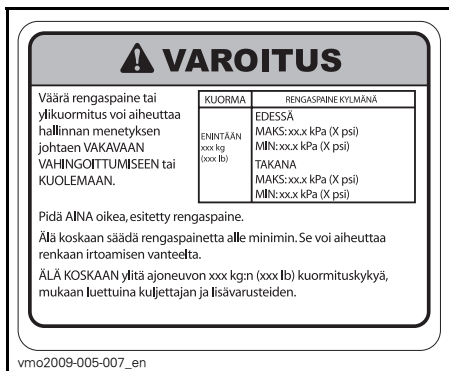 VAROITUS
Väärä rengaspaine tai
ylikuormitus voi aiheuttaa
hallinnan menetyksen
johtaen VAKAVAAN
VAHINGOITTUMISEEN tai
KUOLEMAAN.
KUORMA RENGASPAINE KYLMÄNÄ
ENINTÄÄN
xxx kg
(xxx lb)
EDESSÄ
MAKS: xx.x kPa (X psi)
MIN: xx.x kPa (X psi)
TAKANA
MAKS: xx.x kPa (X psi)
MIN: xx.x kPa (X psi)
Pidä AINA oikea, esitetty rengaspaine.
Älä koskaan säädä rengaspainetta alle minimin. Se voi aiheuttaa
renkaan irtoamisen vanteelta.
ÄLÄ KOSKAAN ylitä ajoneuvon xxx kg:n (xxx lb) kuormituskykyä,
mukaan luettuina kuljettajan ja lisävarusteiden.
vmo2009-005-007_en